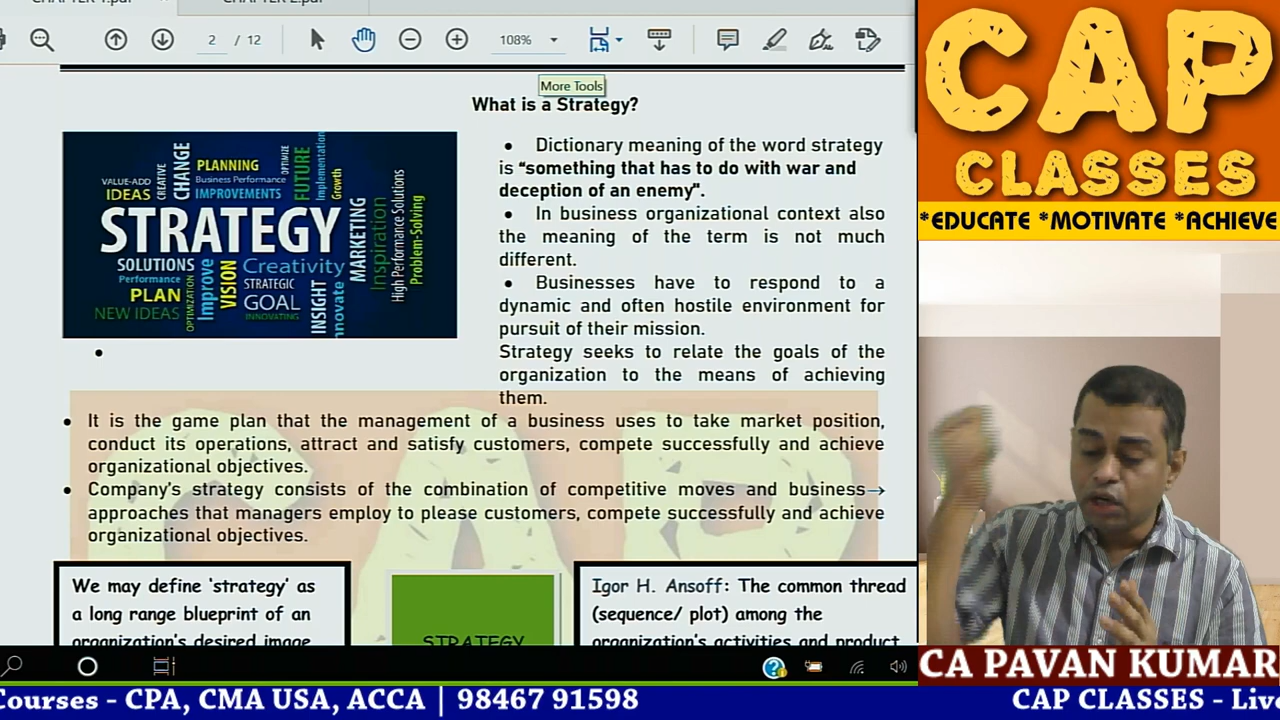 2 / 12
108%
More Tools
What is a Strategy?
VALUE-ADD
IDEAS
CREATIVE
CHANGE
PLANNING
Business Performance
IMPROVEMENTS
OPTIMIZE
FUTURE
Implementation
Growth
STRATEGY
MARKETING
Inspiration
High Performance Solutions
Problem-Solving
SOLUTIONS
Performance
PLAN
NEW IDEAS
OPTIMIZATION
Improve
VISION
Creativity
STRATEGIC
GOAL
INNOVATING
INSIGHT
nnovate
• Dictionary meaning of the word strategy
is “something that has to do with war and
deception of an enemy”.
• In business organizational context also
the meaning of the term is not much
different.
• Businesses have to respond to a
dynamic and often hostile environment for
pursuit of their mission.
Strategy seeks to relate the goals of the
organization to the means of achieving
them.
• It is the game plan that the management of a business uses to take market position,
conduct its operations, attract and satisfy customers, compete successfully and achieve
organizational objectives.
• Company’s strategy consists of the combination of competitive moves and business→
approaches that managers employ to please customers, compete successfully and achieve
organizational objectives.
We may define 'strategy' as
a long range blueprint of an
organization's desired image
STRATEGY
Igor H. Ansoff: The common thread
(sequence/ plot) among the
organization's activities and product
CAP
CLASSES
*EDUCATE *MOTIVATE *ACHIEVE
CA PAVAN KUMAR
Courses - CPA, CMA USA, ACCA | 98467 91598
CAP CLASSES - Live